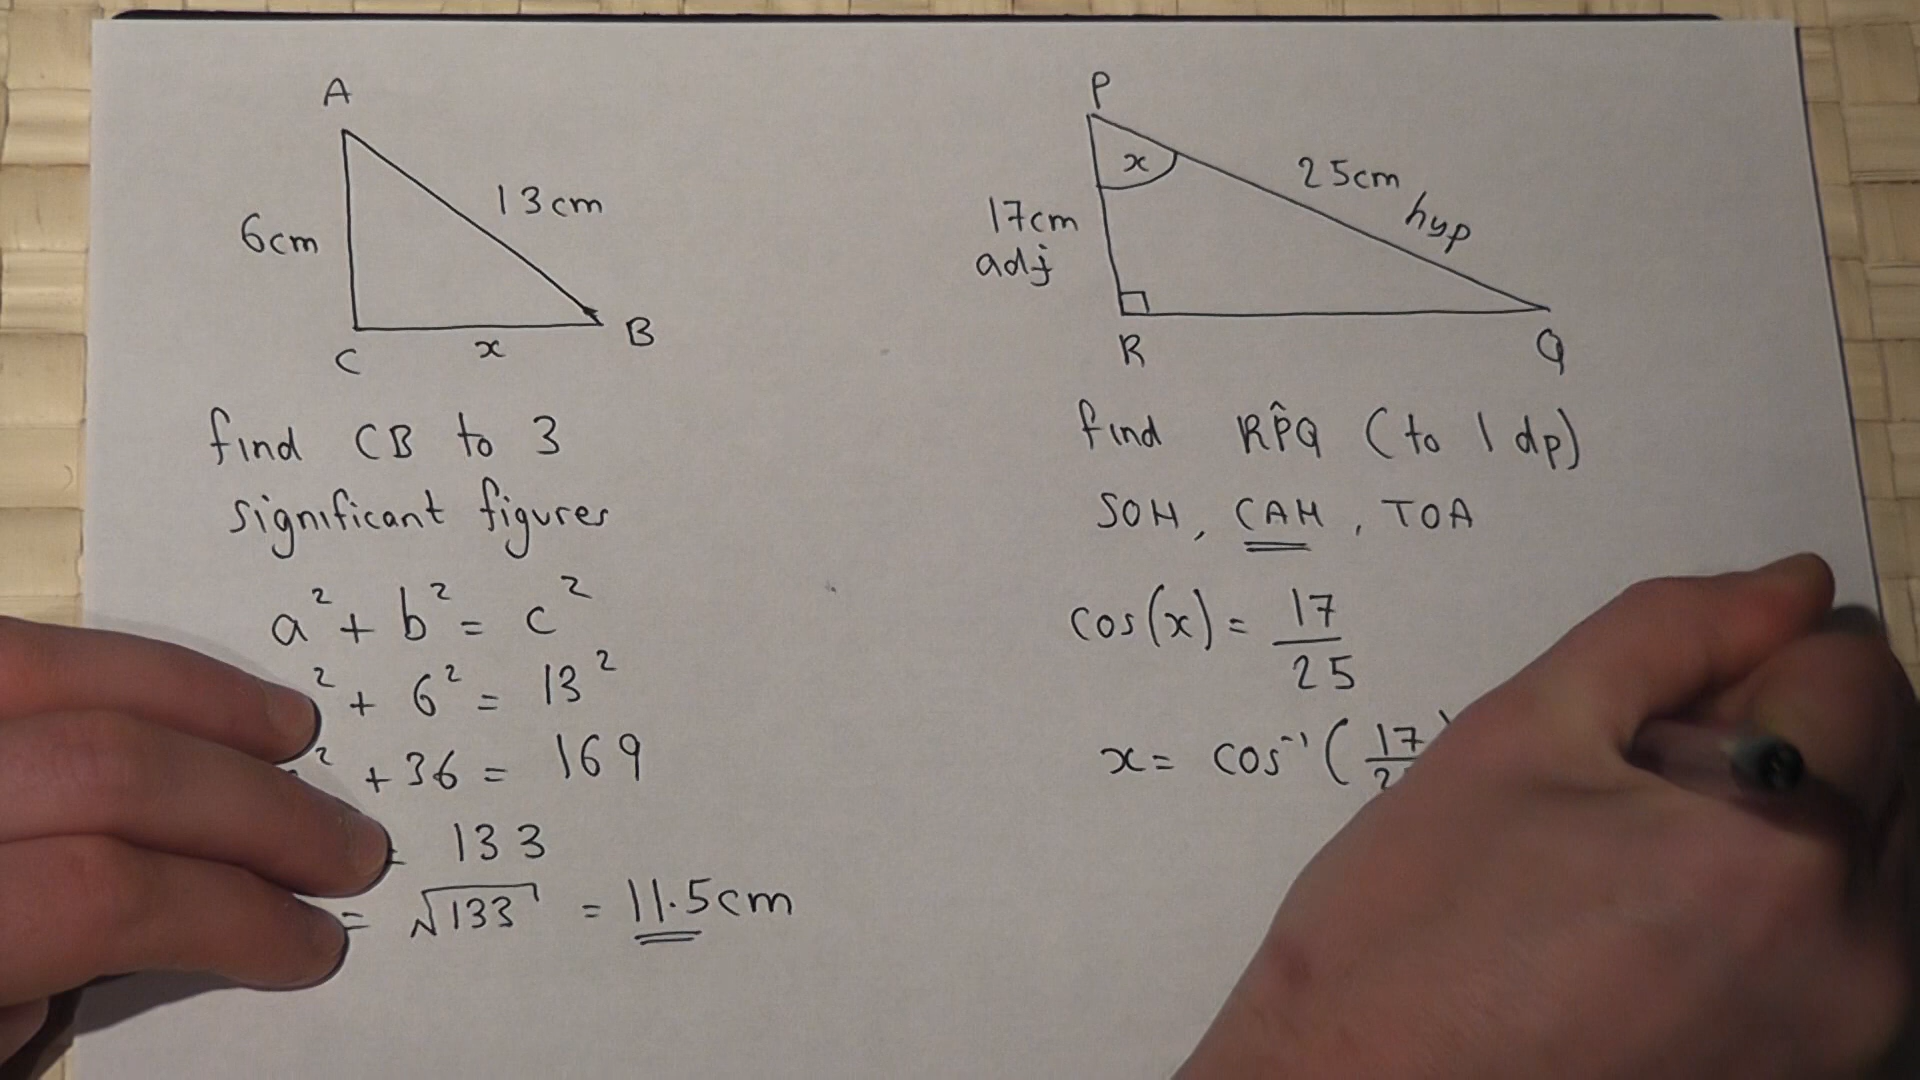 A
6cm
13cm
C
x
B
find CB to 3
significant figures
a² + b² = c²
² + 6² = 13²
² + 36 = 169
= 133
= √133 = 11.5cm
P
x
25cm
hyp
17cm
adj
R
Q
find RP̂Q (to 1 dp)
SOH, CAH, TOA
cos(x) = 17/25
x = cos⁻¹(17/2